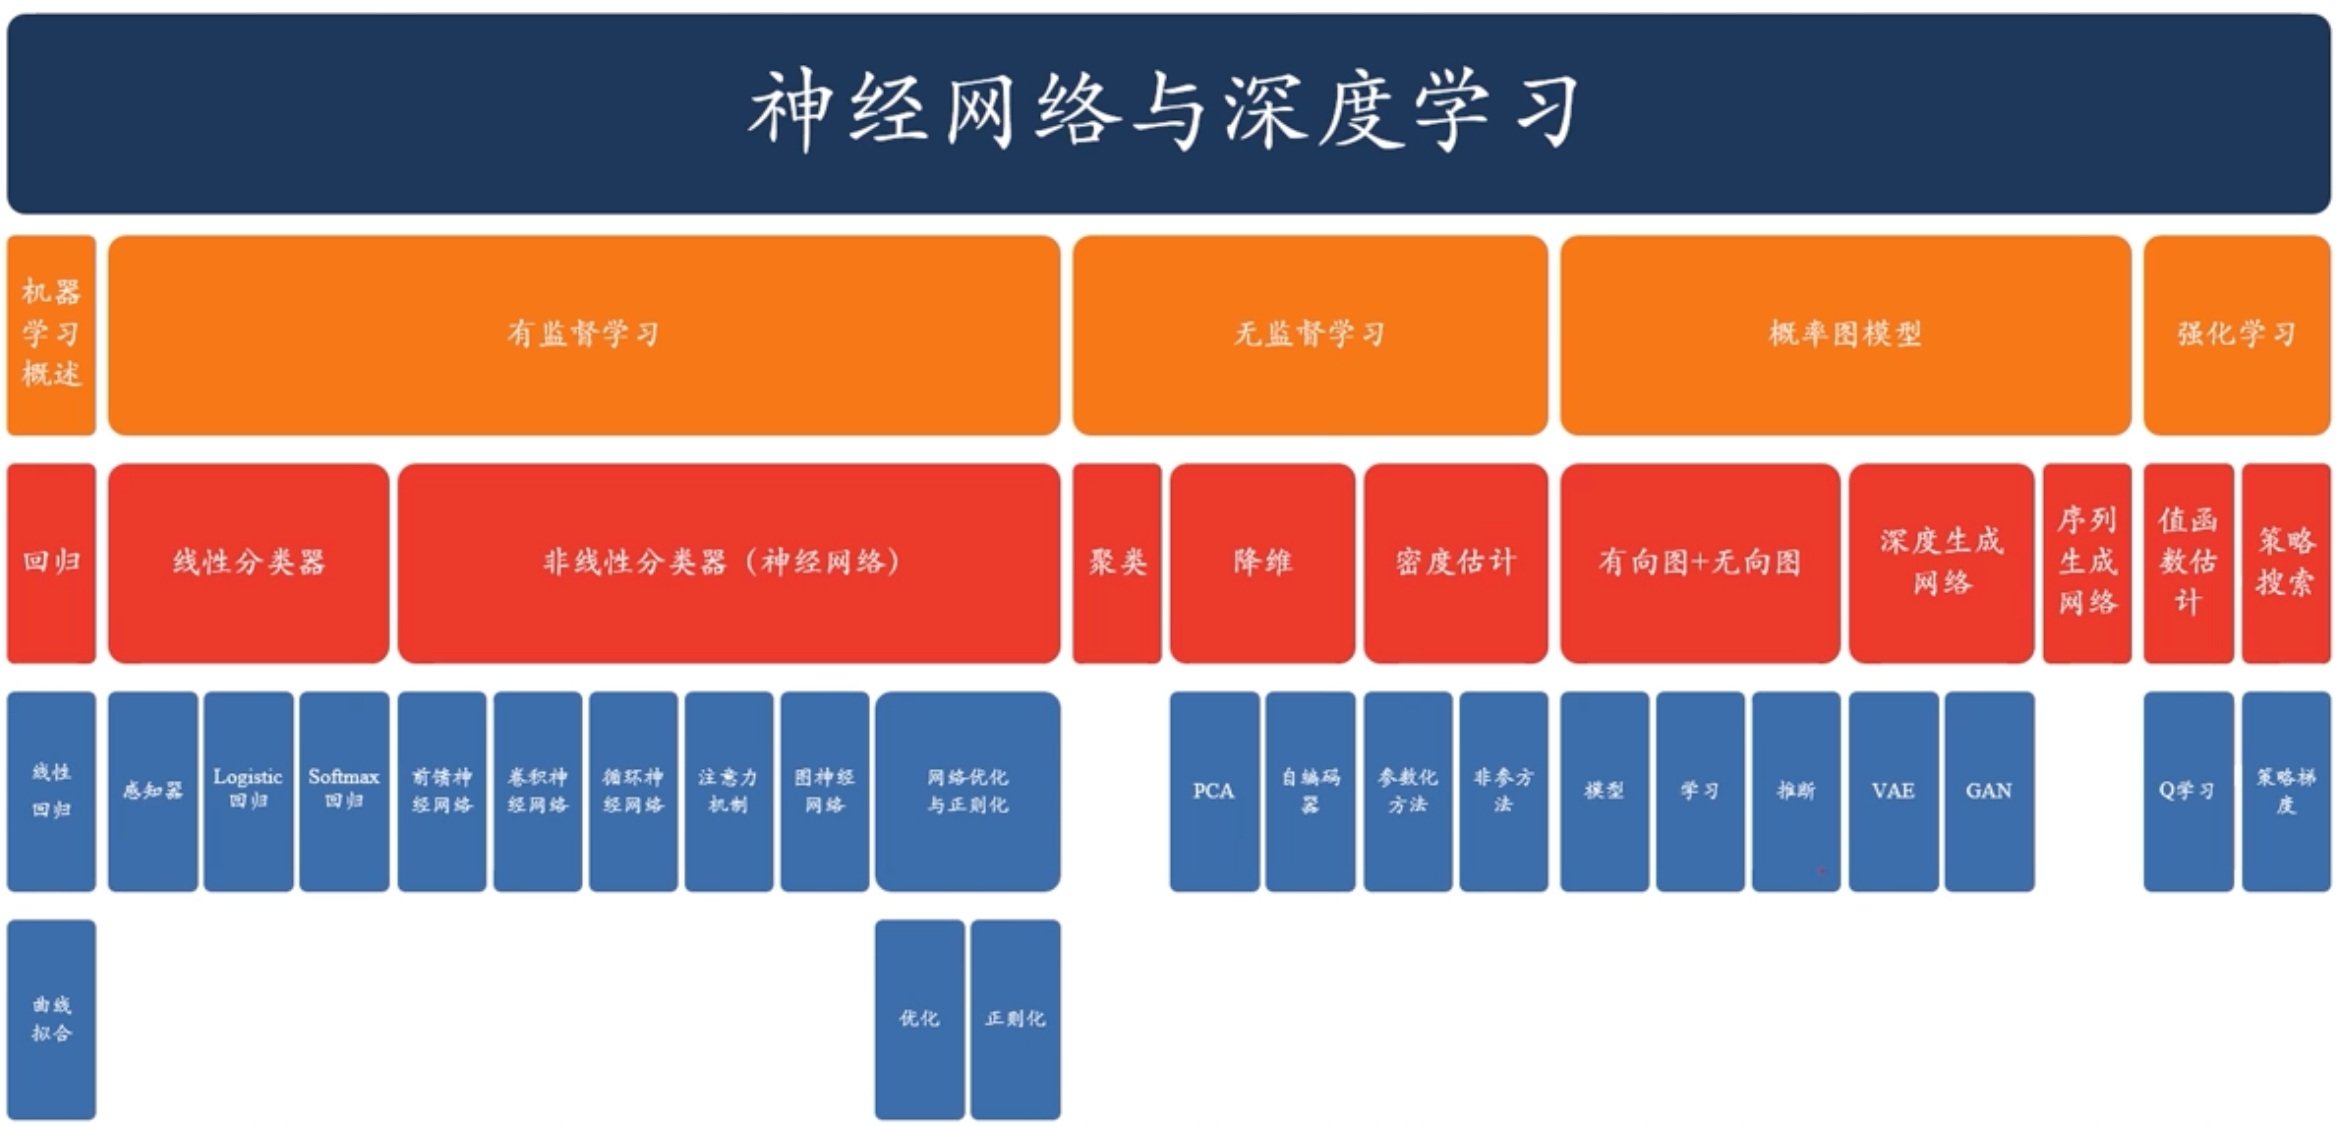 神经网络与深度学习
机器
学习
概述
有监督学习
无监督学习
概率图模型
强化学习
回归
线性分类器
非线性分类器（神经网络）
聚类
降维
密度估计
有向图+无向图
深度生成
网络
序列
生成
网络
值函
数估
计
策略
搜索
线性
回归
感知器
Logistic
回归
Softmax
回归
前馈神
经网络
卷积神
经网络
循环神
经网络
注意力
机制
图神经
网络
网络优化
与正则化
PCA
自编码
器
参数化
方法
非参方
法
模型
学习
推断
VAE
GAN
Q学习
策略梯
度
曲线
拟合
优化
正则化